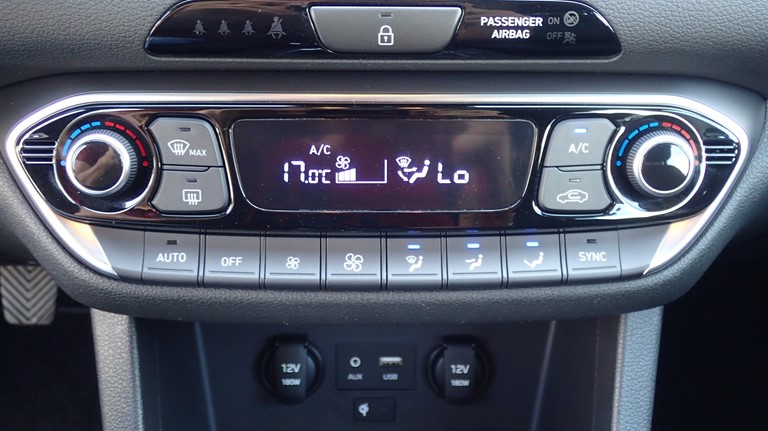 PASSENGER
AIRBAG
ON
OFF
MAX
A/C
17.0°C
Lo
A/C
AUTO
OFF
SYNC
12V
180W
AUX
USB
12V
180W